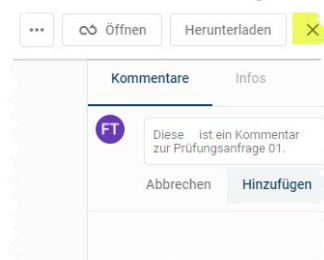 Öffnen Herunterladen
Kommentare Infos
FT
Diese ist ein Kommentar
zur Prüfungsanfrage 01.
Abbrechen Hinzufügen